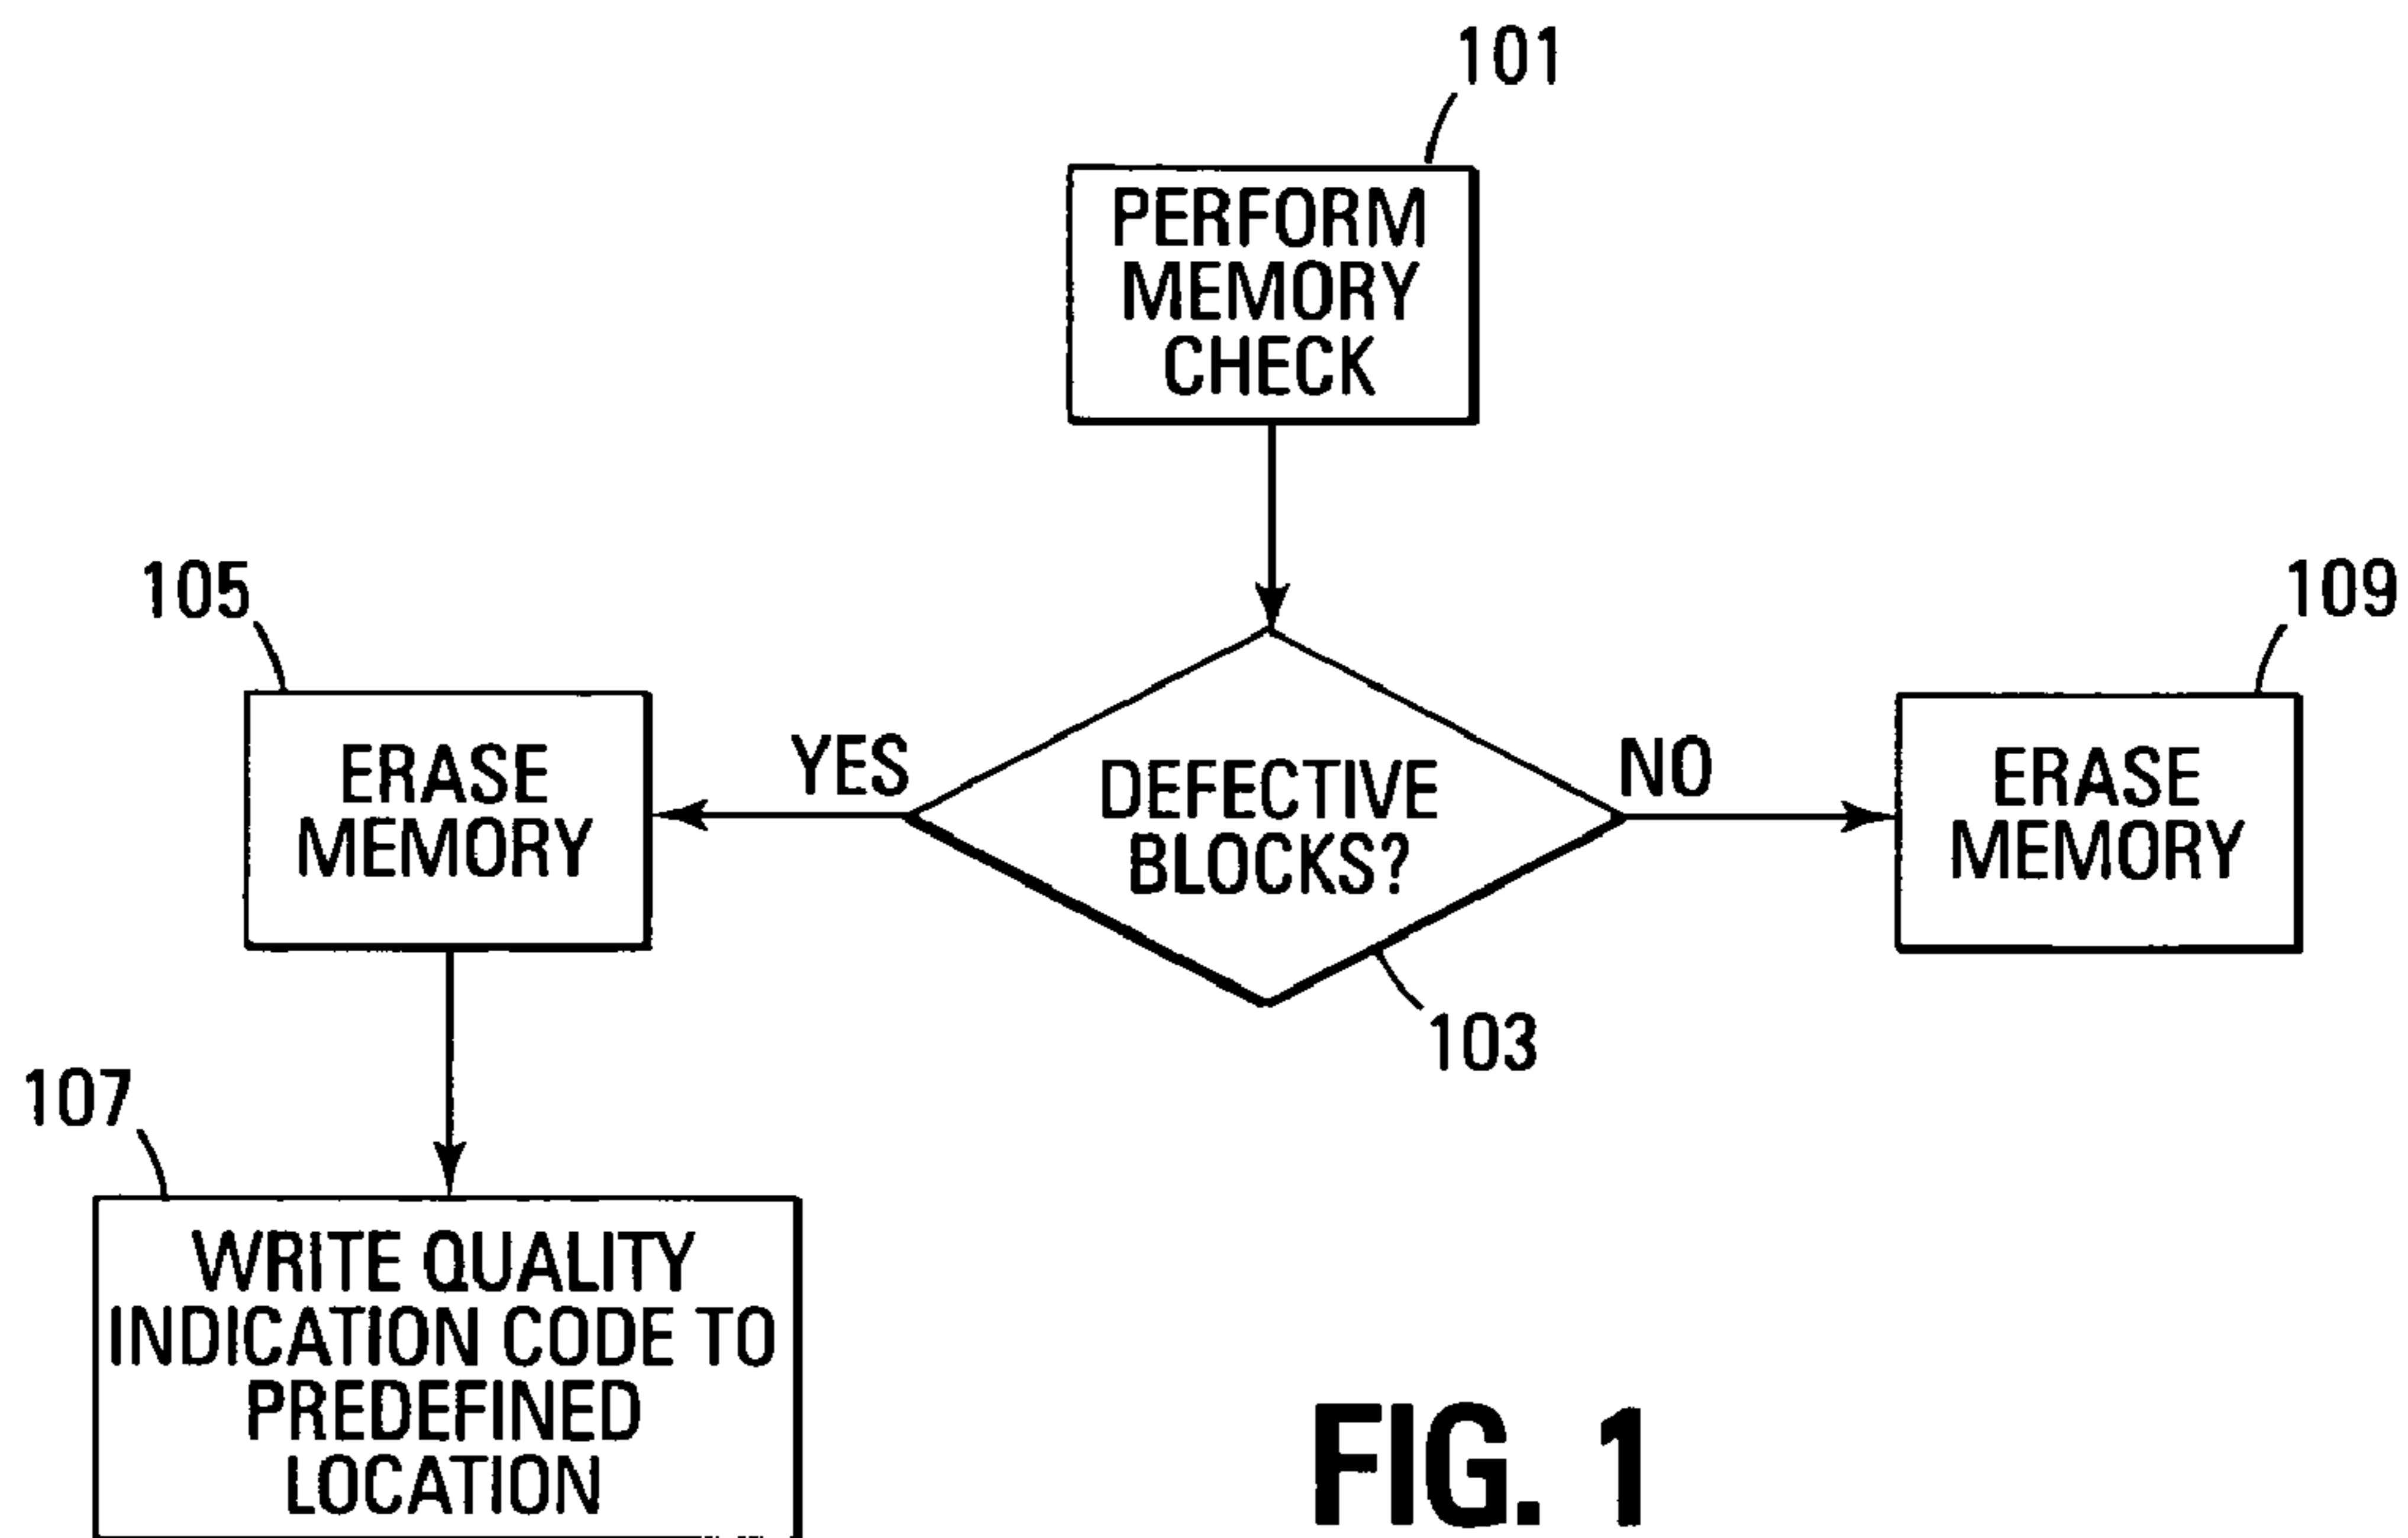 101
PERFORM
MEMORY
CHECK
105
109
YES
NO
ERASE
MEMORY
DEFECTIVE
BLOCKS?
ERASE
MEMORY
103
107
WRITE QUALITY
INDICATION CODE TO
PREDEFINED
LOCATION
FIG. 1